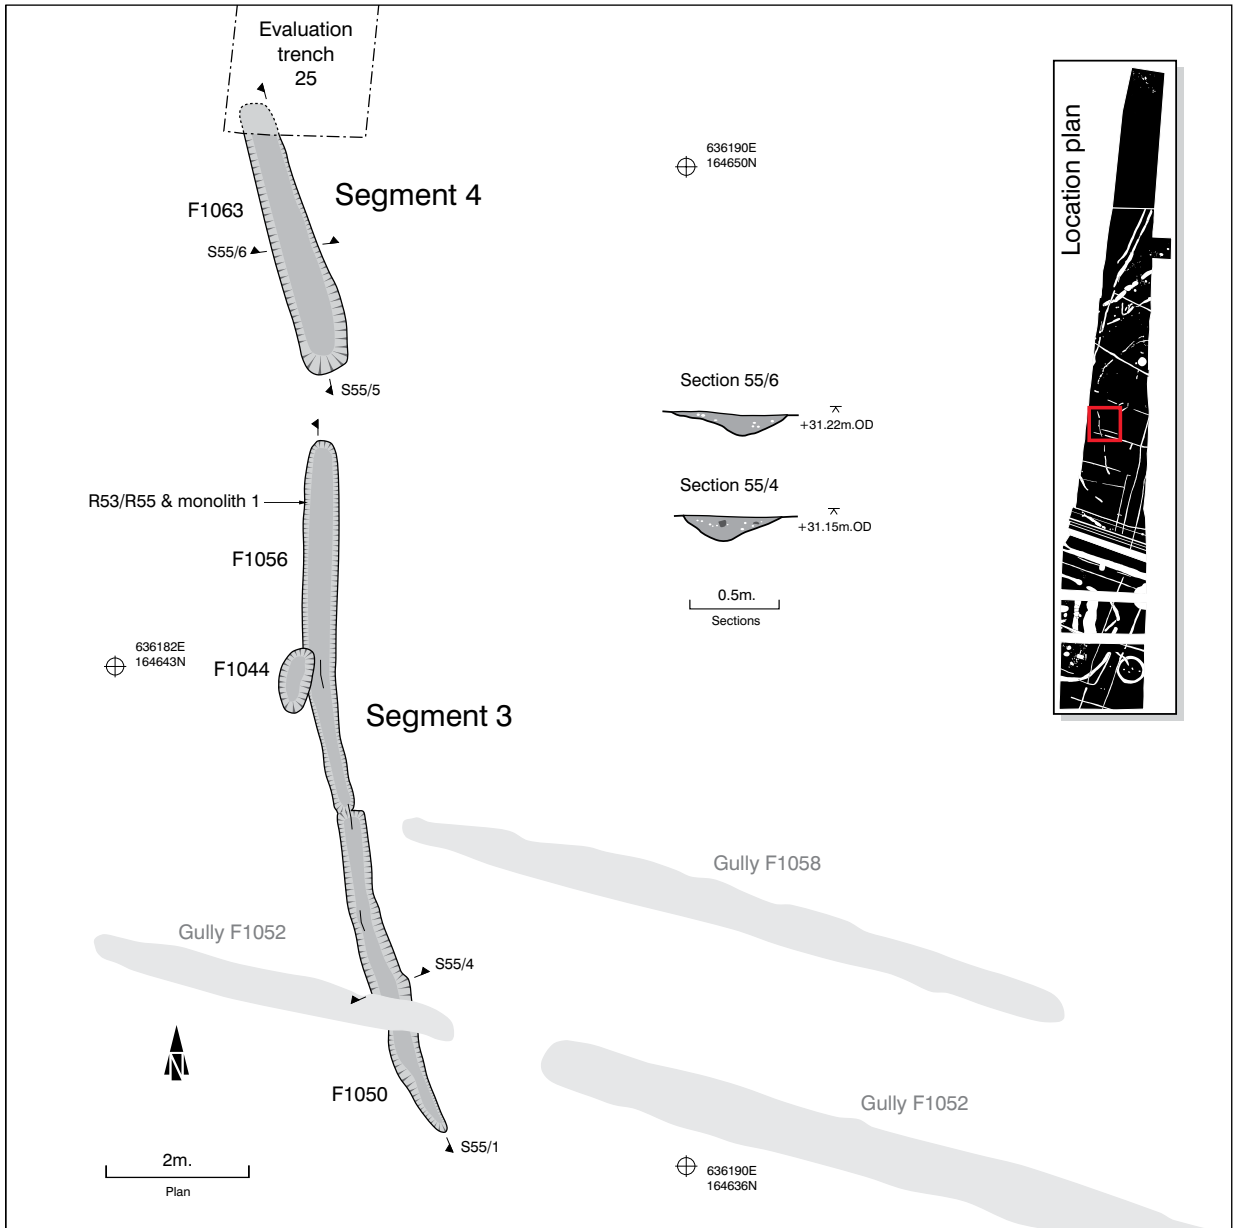 Evaluation
trench
25
Location plan
636190E
164650N
Segment 4
F1063
S55/6
Section 55/6
S55/5
+31.22m.OD
Section 55/4
R53/R55 & monolith 1
+31.15m.OD
F1056
0.5m.
Sections
636182E
164643N
F1044
Segment 3
Gully F1058
Gully F1052
S55/4
N
F1050
Gully F1052
S55/1
2m.
Plan
636190E
164636N